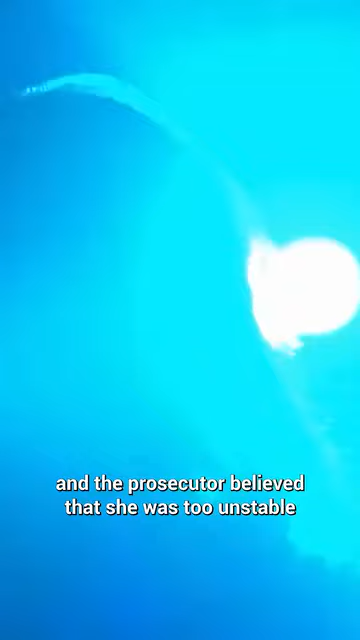 and the prosecutor believed
that she was too unstable